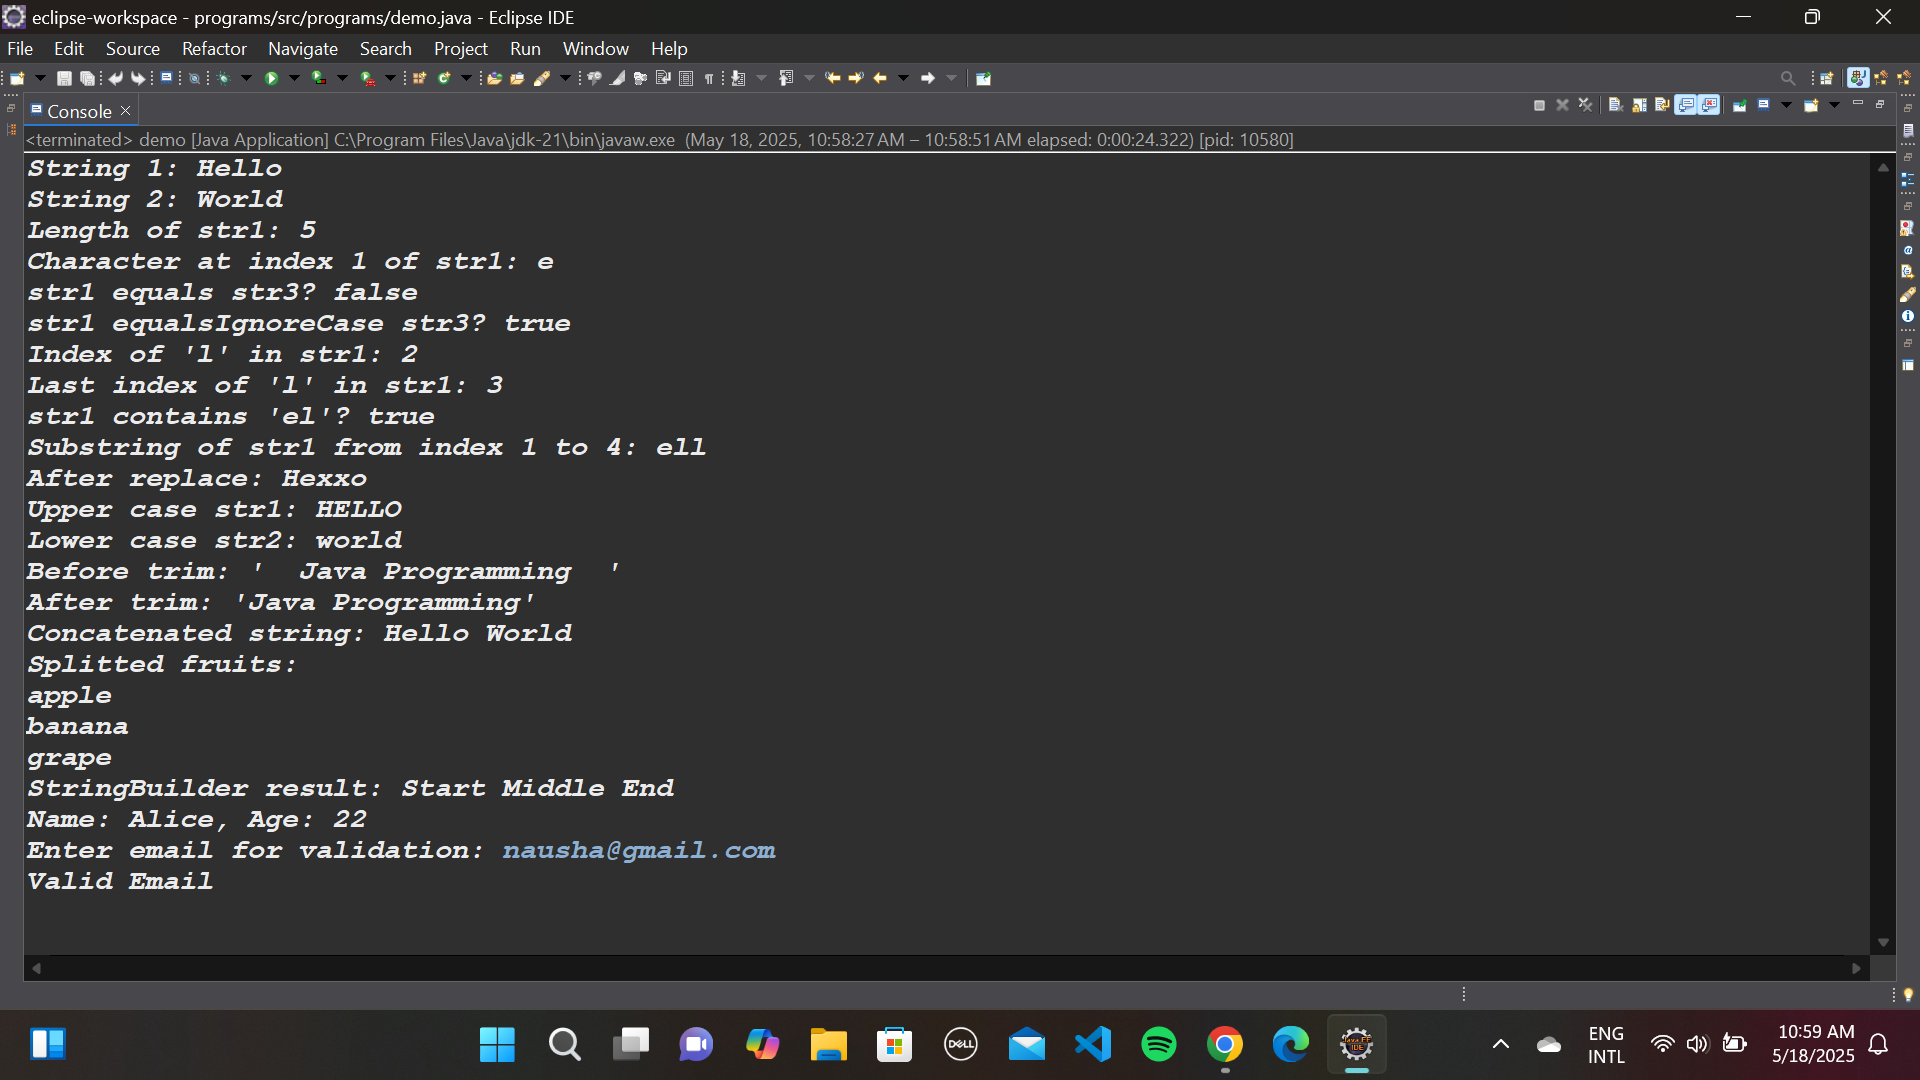 eclipse-workspace - programs/src/programs/demo.java - Eclipse IDE
File Edit Source Refactor Navigate Search Project Run Window Help
Console
<terminated> demo [Java Application] C:\Program Files\Java\jdk-21\bin\javaw.exe (May 18, 2025, 10:58:27 AM – 10:58:51 AM elapsed: 0:00:24.322) [pid: 10580]
String 1: Hello
String 2: World
Length of str1: 5
Character at index 1 of str1: e
str1 equals str3? false
str1 equalsIgnoreCase str3? true
Index of 'l' in str1: 2
Last index of 'l' in str1: 3
str1 contains 'el'? true
Substring of str1 from index 1 to 4: ell
After replace: Hexxo
Upper case str1: HELLO
Lower case str2: world
Before trim: '  Java Programming  '
After trim: 'Java Programming'
Concatenated string: Hello World
Splitted fruits:
apple
banana
grape
StringBuilder result: Start Middle End
Name: Alice, Age: 22
Enter email for validation: nausha@gmail.com
Valid Email
DELL
ENG
INTL
10:59 AM
5/18/2025